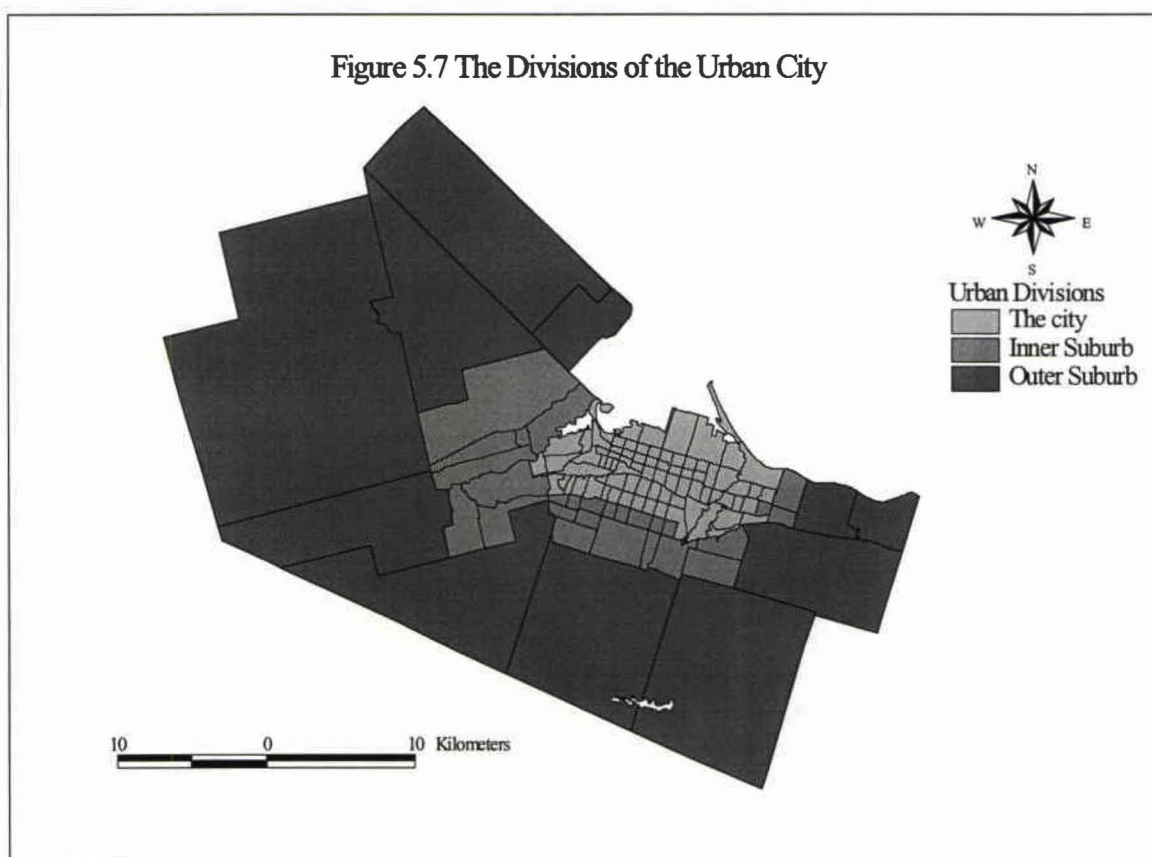 Figure 5.7 The Divisions of the Urban City
N
W E
S
Urban Divisions
The city
Inner Suburb
Outer Suburb
10 0 10 Kilometers